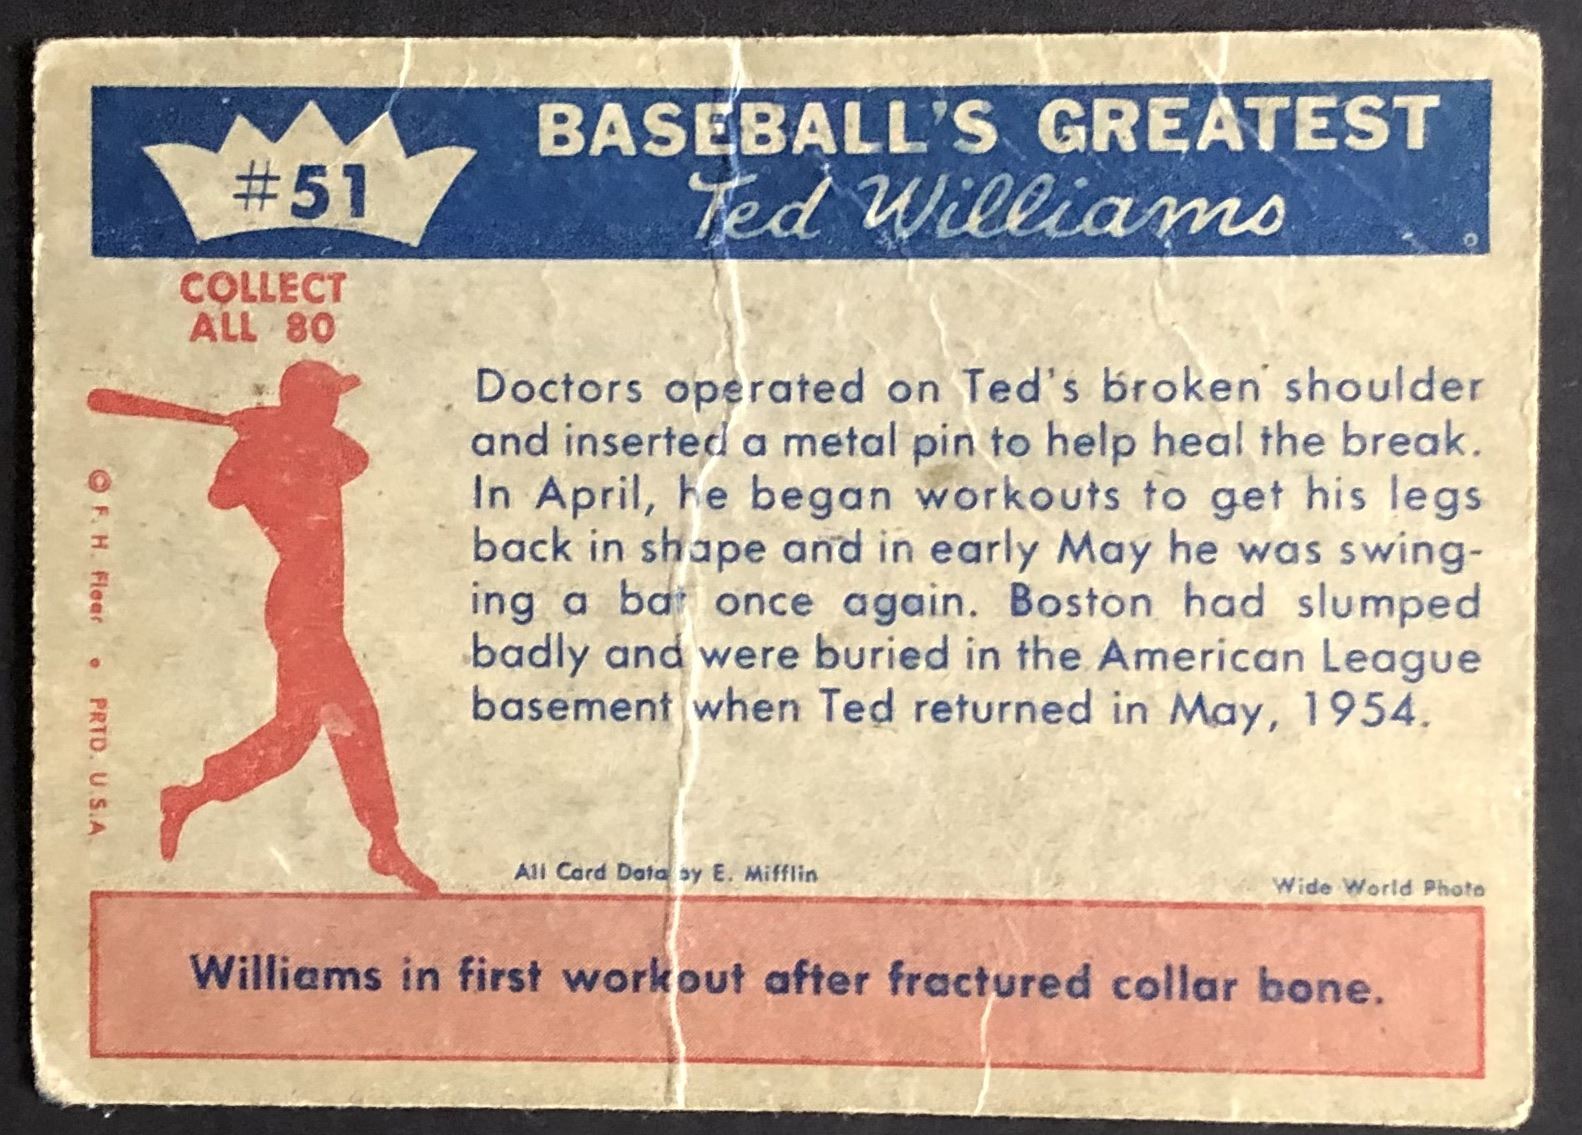 #51
BASEBALL'S GREATEST
Ted Williams
COLLECT
ALL 80
Doctors operated on Ted's broken shoulder
and inserted a metal pin to help heal the break.
In April, he began workouts to get his legs
back in shape and in early May he was swing-
ing a bat once again. Boston had slumped
badly and were buried in the American League
basement when Ted returned in May, 1954.
© F. H. Fleer • PRTD. U S.A
All Card Data by E. Mifflin
Wide World Photo
Williams in first workout after fractured collar bone.